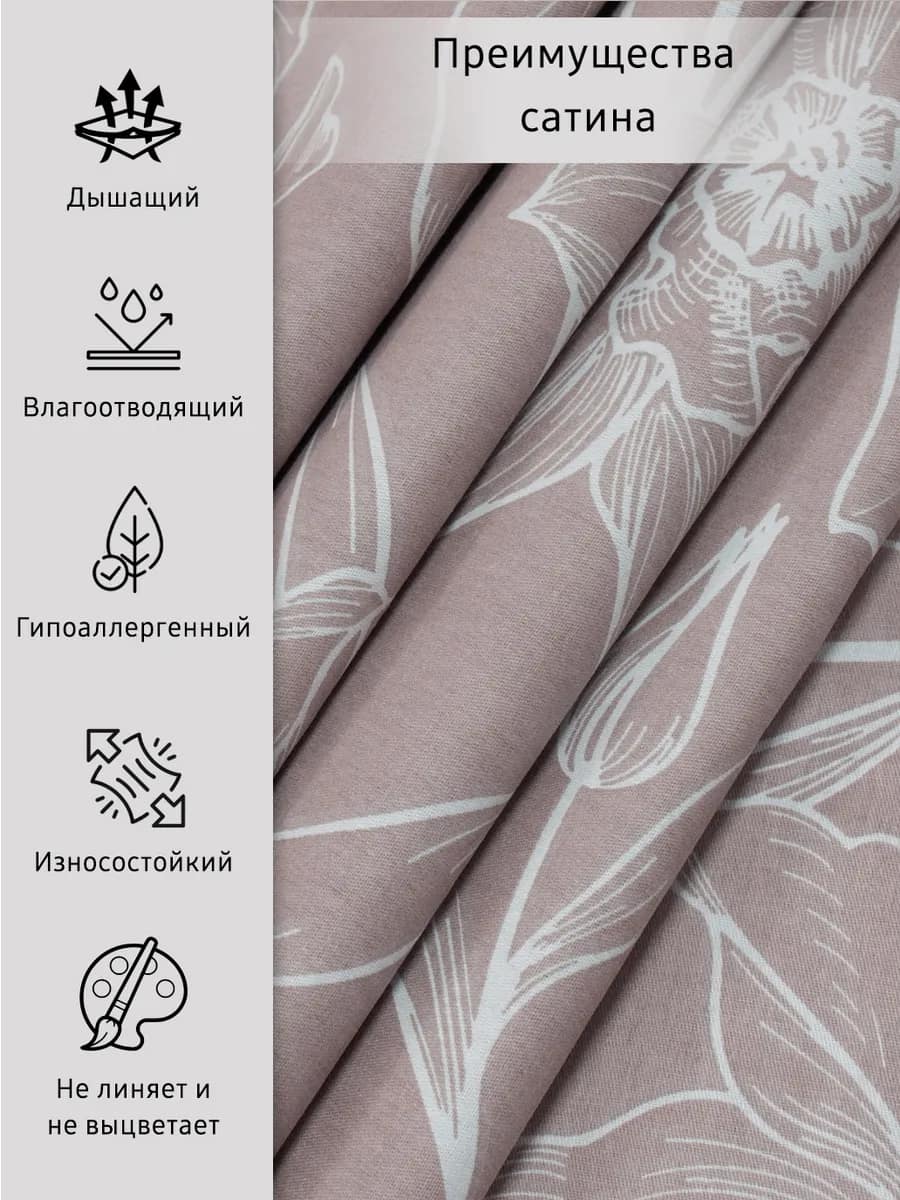 Преимущества
сатина
Дышащий
Влагоотводящий
Гипоаллергенный
Износостойкий
Не линяет и
не выцветает